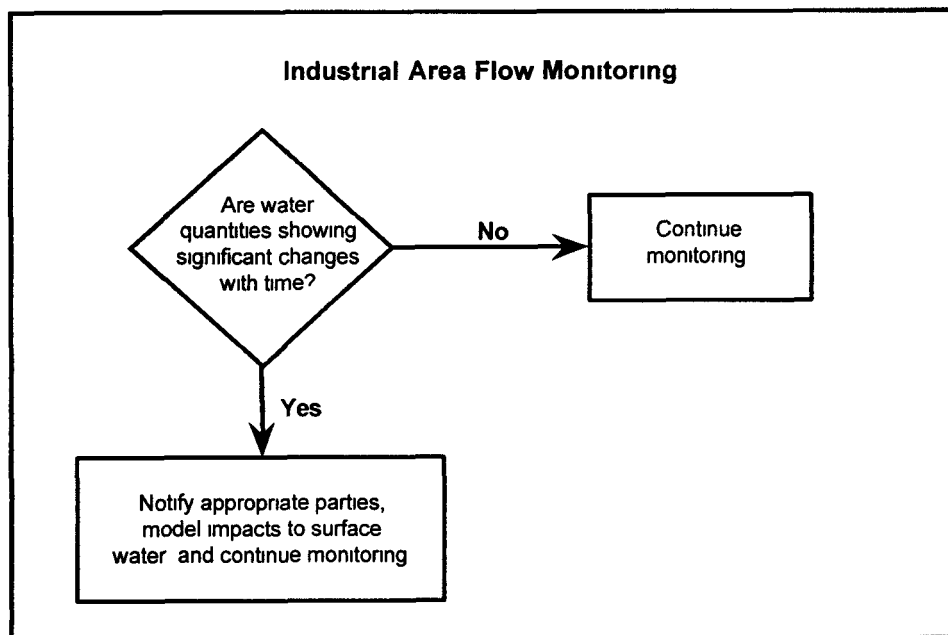 Industrial Area Flow Monitoring
Are water
quantities showing
significant changes
with time?
No
Continue
monitoring
Yes
Notify appropriate parties,
model impacts to surface
water and continue monitoring